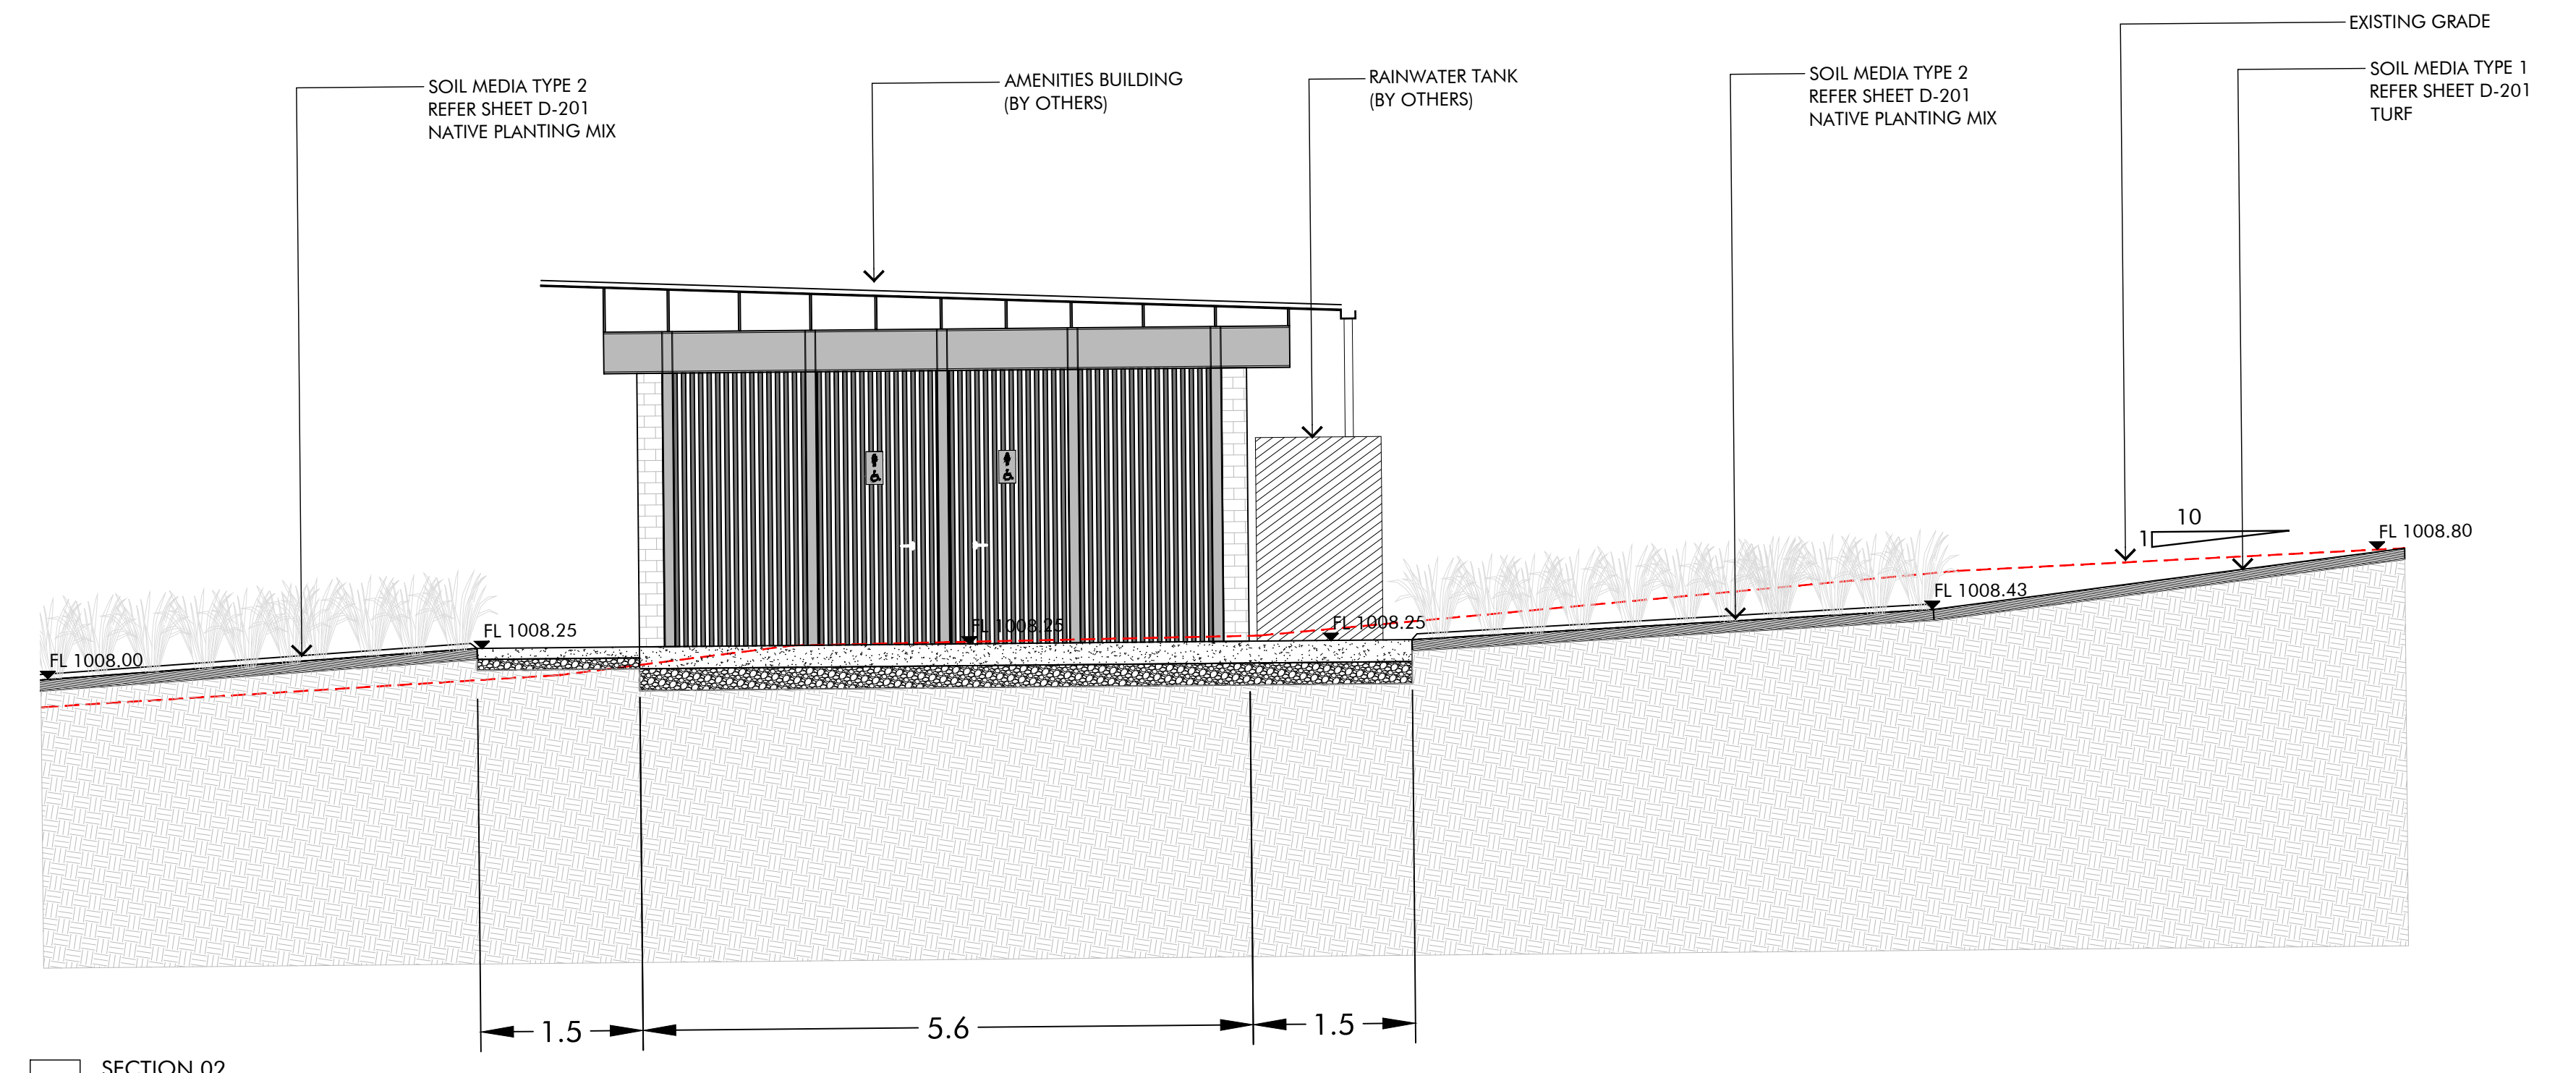 EXISTING GRADE
SOIL MEDIA TYPE 2
REFER SHEET D-201
NATIVE PLANTING MIX
AMENITIES BUILDING
(BY OTHERS)
RAINWATER TANK
(BY OTHERS)
SOIL MEDIA TYPE 2
REFER SHEET D-201
NATIVE PLANTING MIX
SOIL MEDIA TYPE 1
REFER SHEET D-201
TURF
10
1
FL 1008.80
FL 1008.43
FL 1008.25
FL 1008.25
FL 1008.25
FL 1008.00
1.5
5.6
1.5
SECTION 02